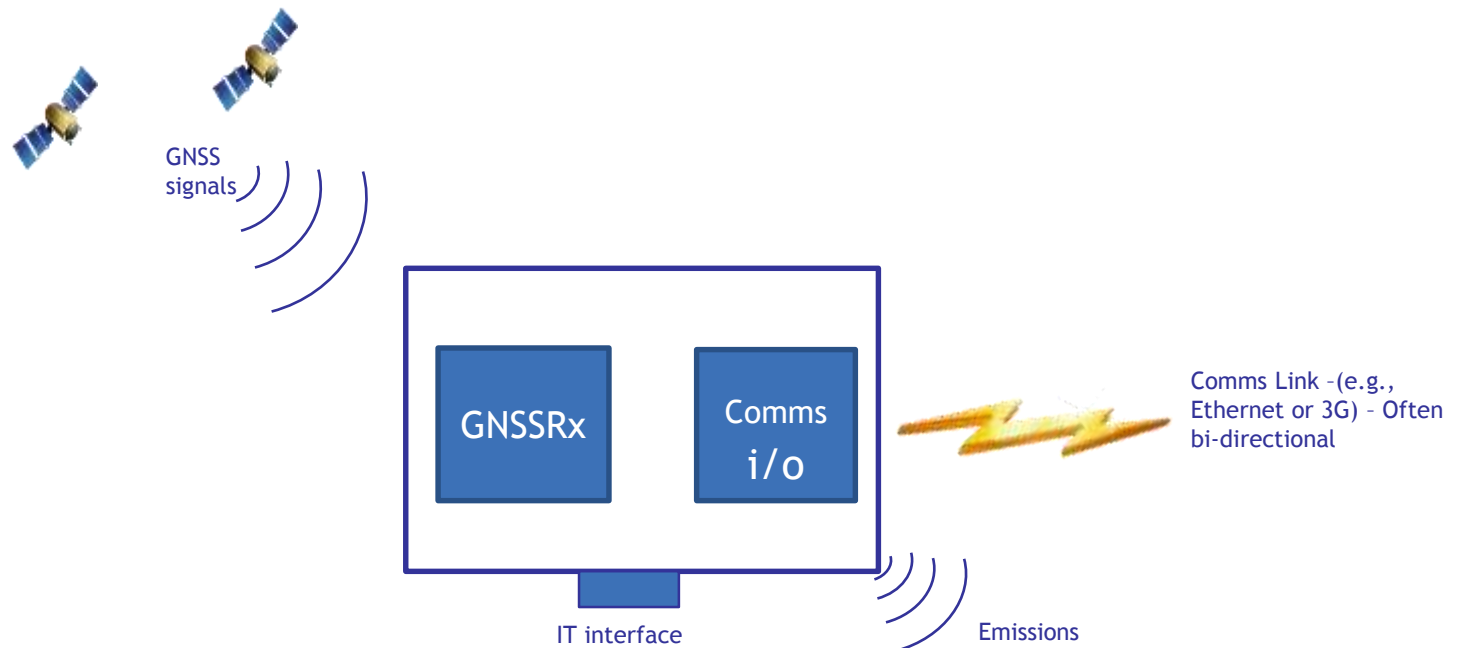 GNSS
signals
GNSSRx
Comms
i/o
Comms Link –(e.g.,
Ethernet or 3G) – Often
bi-directional
IT interface
Emissions